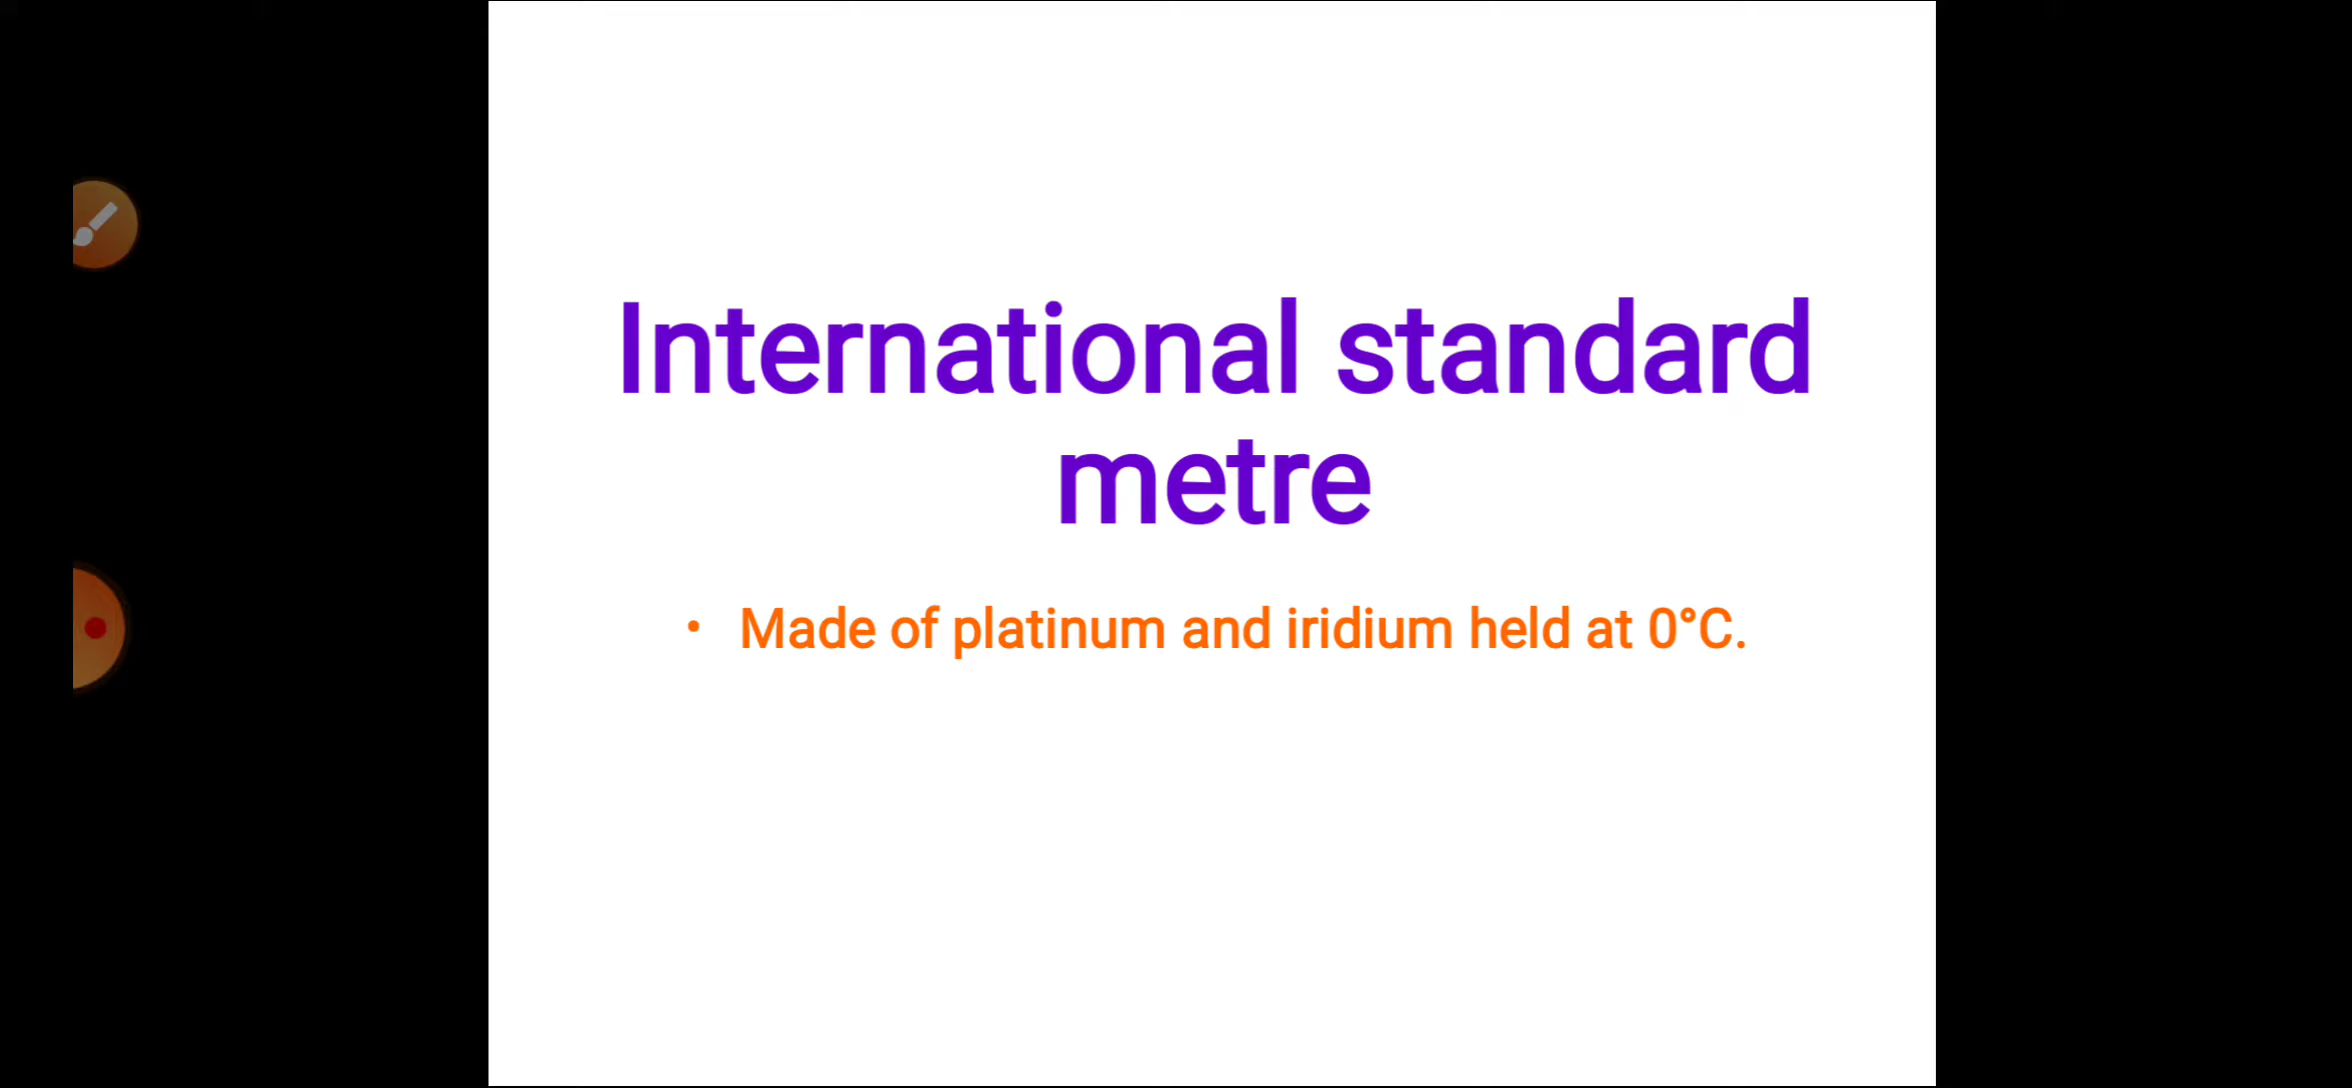 International standard
metre
• Made of platinum and iridium held at 0°C.